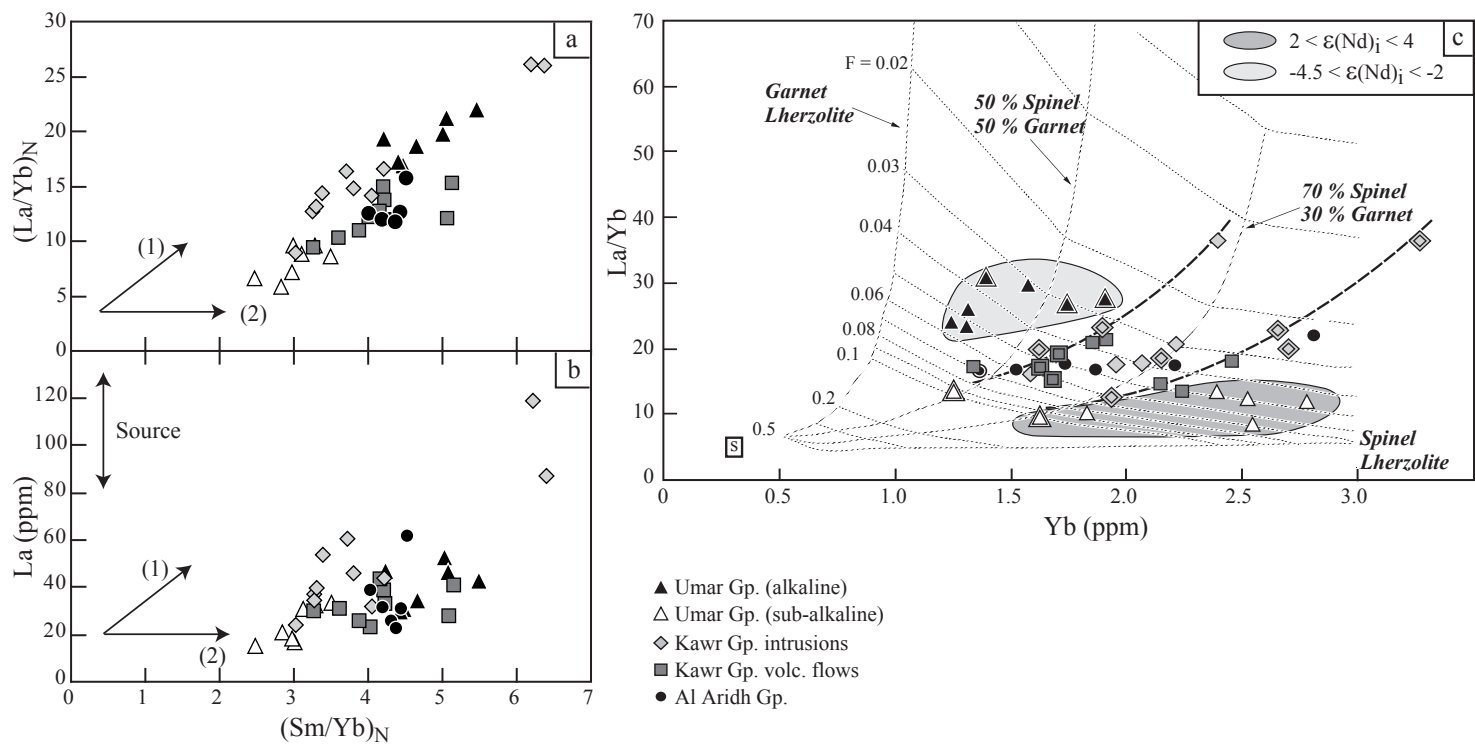 30
25
20
15
10
5
0
(La/Yb)N
a
(1)
(2)
120
100
80
60
40
20
0
La (ppm)
b
Source
(1)
(2)
0
1
2
3
4
5
6
7
(Sm/Yb)N
70
60
50
40
30
20
10
0
La/Yb
c
2 < ε(Nd)i < 4
-4.5 < ε(Nd)i < -2
F = 0.02
Garnet
Lherzolite
50 % Spinel
50 % Garnet
0.03
70 % Spinel
30 % Garnet
0.04
0.06
0.08
0.1
0.2
0.5
S
Spinel
Lherzolite
0
0.5
1.0
1.5
2.0
2.5
3.0
Yb (ppm)
Umar Gp. (alkaline)
Umar Gp. (sub-alkaline)
Kawr Gp. intrusions
Kawr Gp. volc. flows
Al Aridh Gp.